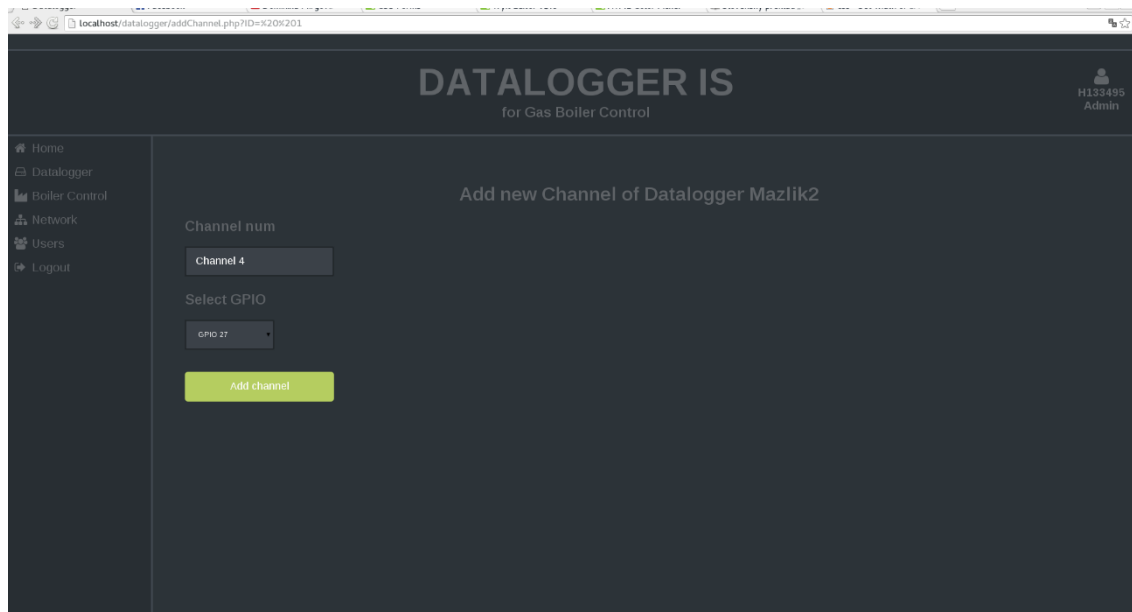 localhost/datalogger/addChannel.php?ID=%20%201
DATALOGGER IS
for Gas Boiler Control
H133495
Admin
Home
Datalogger
Boiler Control
Network
Users
Logout
Add new Channel of Datalogger Mazlik2
Channel num
Channel 4
Select GPIO
GPIO 27
Add channel